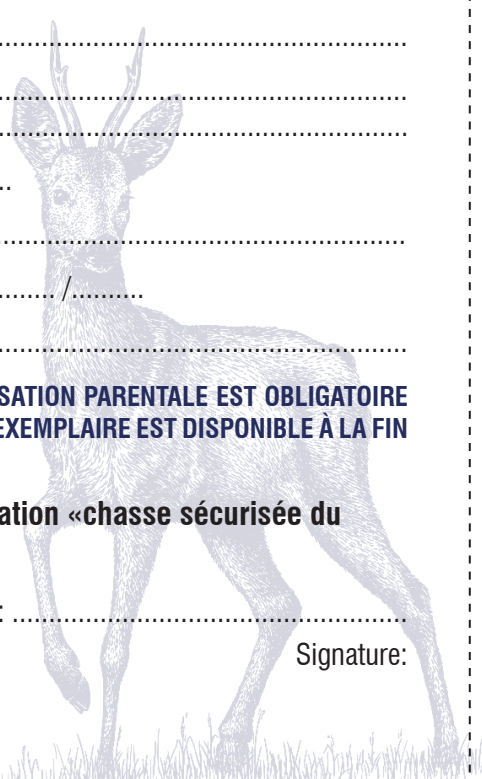 ...............................................................
...............................................................
...............................................................
..
...............................................................
........ /..........
...............................................................
SATION PARENTALE EST OBLIGATOIRE
EXEMPLAIRE EST DISPONIBLE À LA FIN
ation «chasse sécurisée du
: ...............................................................
Signature: